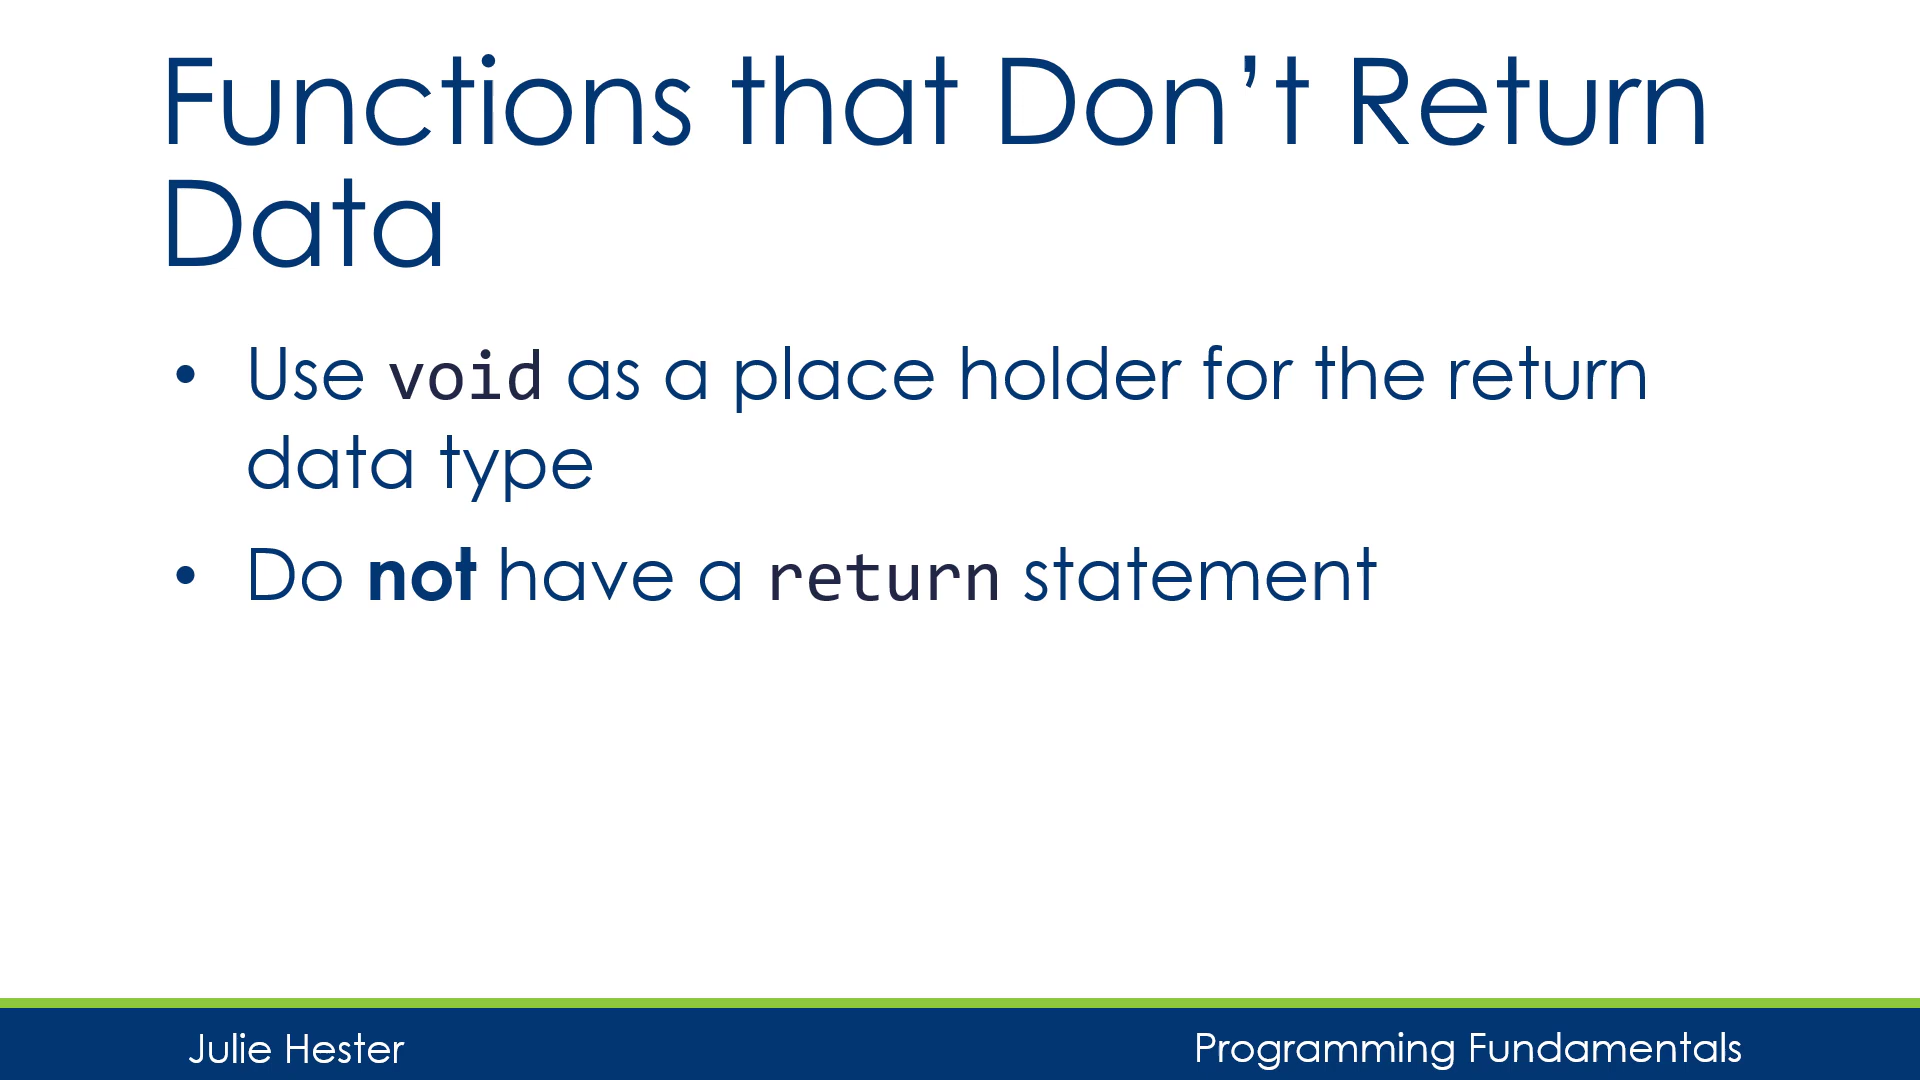 Functions that Don’t Return
Data
• Use void as a place holder for the return
data type
• Do not have a return statement
Julie Hester
Programming Fundamentals